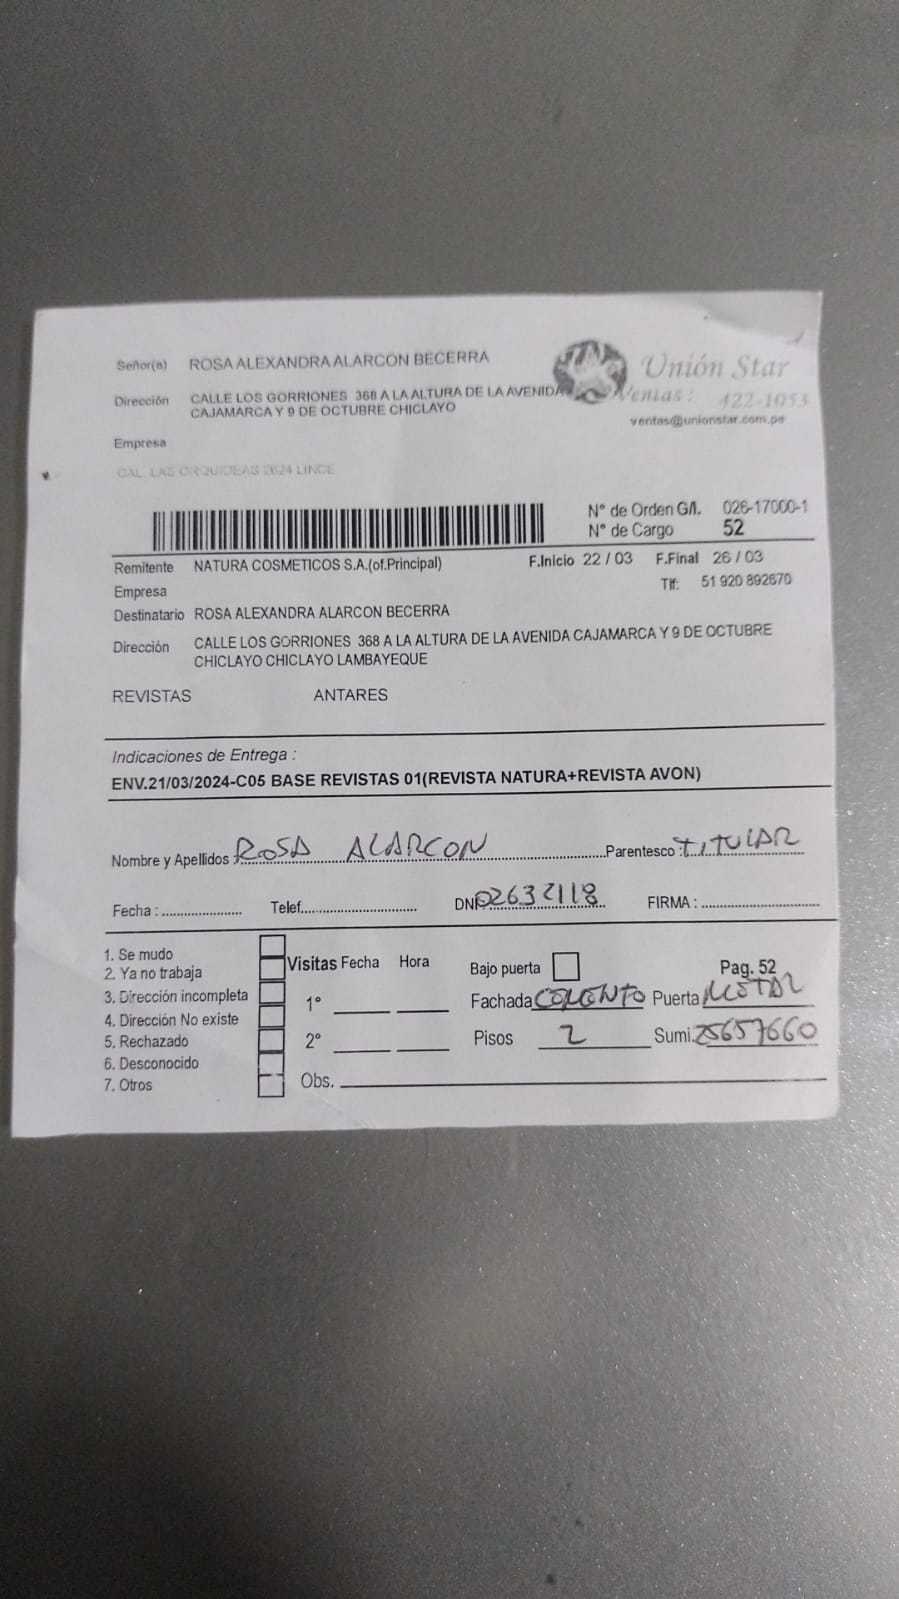 Señor(a) ROSA ALEXANDRA ALARCON BECERRA
Unión Star
Dirección CALLE LOS GORRIONES 368 A LA ALTURA DE LA AVENIDA
CAJAMARCA Y 9 DE OCTUBRE CHICLAYO
Ventas: 422-1053
ventas@unionstar.com.pe
Empresa
CAL. LAS ORQUIDEAS 2624 LINCE
N° de Orden G/I. 026-17000-1
N° de Cargo 52
Remitente NATURA COSMETICOS S.A.(of.Principal) F.Inicio 22 / 03 F.Final 26 / 03
Empresa Tlf: 51 920 892670
Destinatario ROSA ALEXANDRA ALARCON BECERRA
Dirección CALLE LOS GORRIONES 368 A LA ALTURA DE LA AVENIDA CAJAMARCA Y 9 DE OCTUBRE
CHICLAYO CHICLAYO LAMBAYEQUE
REVISTAS ANTARES
Indicaciones de Entrega :
ENV.21/03/2024-C05 BASE REVISTAS 01(REVISTA NATURA+REVISTA AVON)
Nombre y Apellidos : ROSA ALARCON Parentesco : TITULAR
Fecha : Telef. DNI 02632118 FIRMA :
1. Se mudo
2. Ya no trabaja
3. Dirección incompleta
4. Dirección No existe
5. Rechazado
6. Desconocido
7. Otros
Visitas Fecha Hora
1°
2°
Obs.
Bajo puerta Pag. 52
Fachada Puerta
Pisos 2 Sumi. 25657660